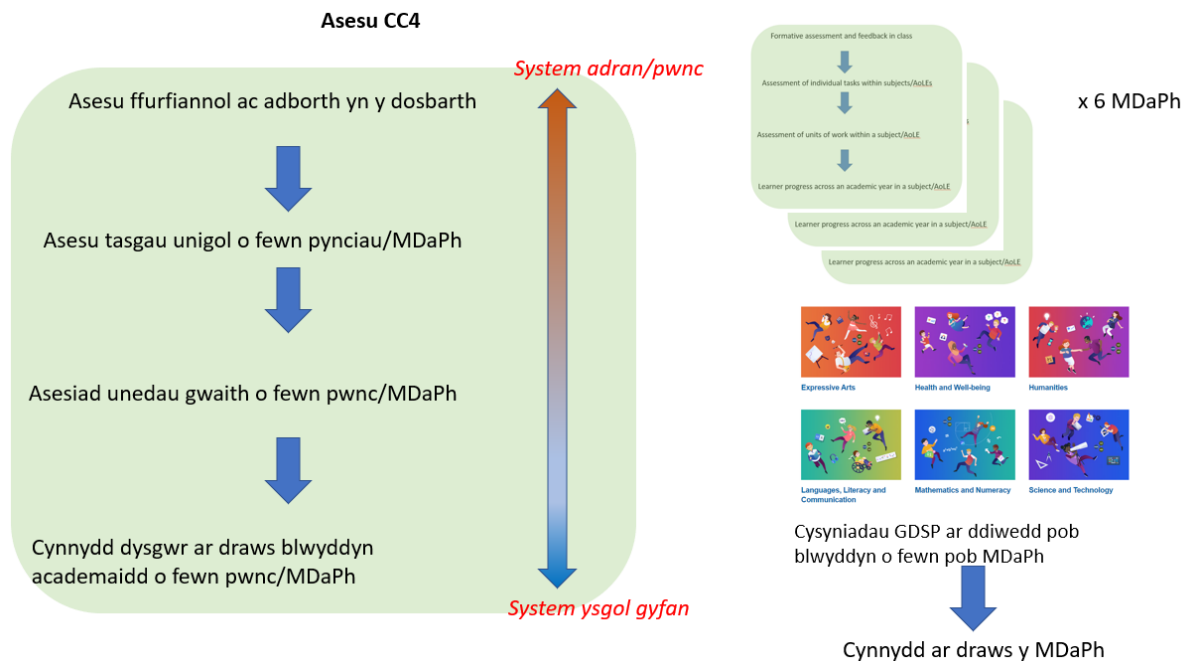 Asesu CC4
System adran/pwnc
Asesu ffurfiannol ac adborth yn y dosbarth
Asesu tasgau unigol o fewn pynciau/MDaPh
Asesiad unedau gwaith o fewn pwnc/MDaPh
Cynnydd dysgwr ar draws blwyddyn
academaidd o fewn pwnc/MDaPh
System ysgol gyfan
Formative assessment and feedback in class
Assessment of individual tasks within subjects/AoLEs
Assessment of units of work within a subject/AoLE
Learner progress across an academic year in a subject/AoLE
Learner progress across an academic year in a subject/AoLE
Learner progress across an academic year in a subject/AoLE
x 6 MDaPh
Expressive Arts
Health and Well-being
Humanities
Languages, Literacy and
Communication
Mathematics and Numeracy
Science and Technology
Cysyniadau GDSP ar ddiwedd pob
blwyddyn o fewn pob MDaPh
Cynnydd ar draws y MDaPh